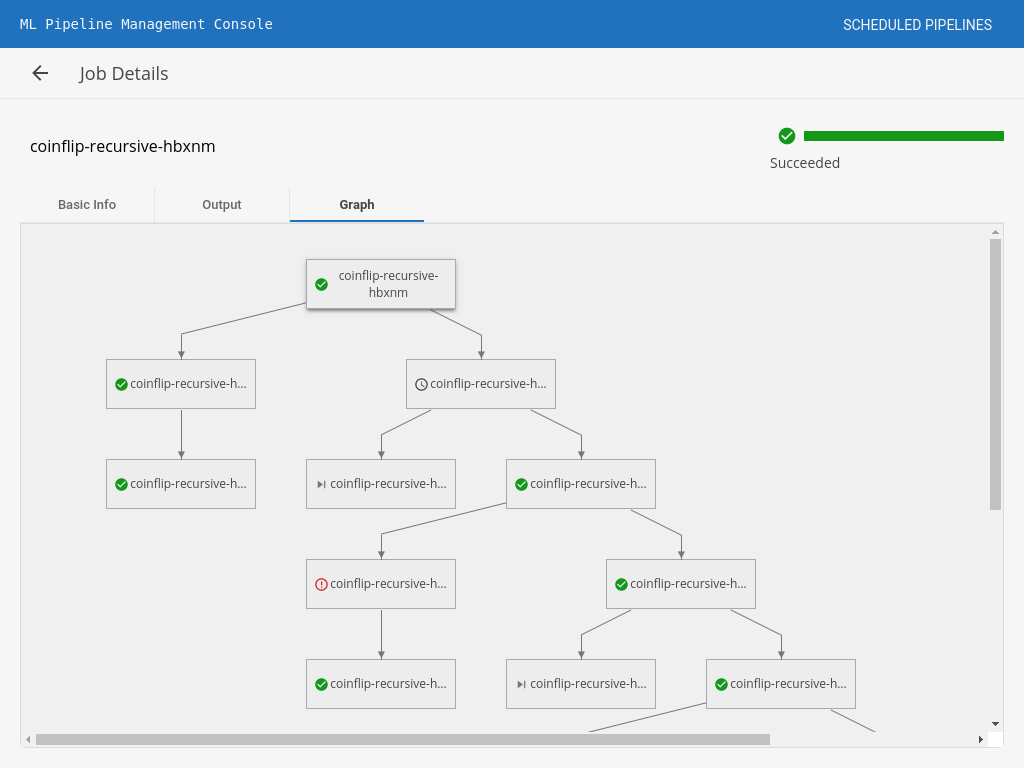 ML Pipeline Management Console
SCHEDULED PIPELINES
Job Details
coinflip-recursive-hbxnm
Succeeded
Basic Info
Output
Graph
coinflip-recursive-
hbxnm
coinflip-recursive-h...
coinflip-recursive-h...
coinflip-recursive-h...
coinflip-recursive-h...
coinflip-recursive-h...
coinflip-recursive-h...
coinflip-recursive-h...
coinflip-recursive-h...
coinflip-recursive-h...
coinflip-recursive-h...